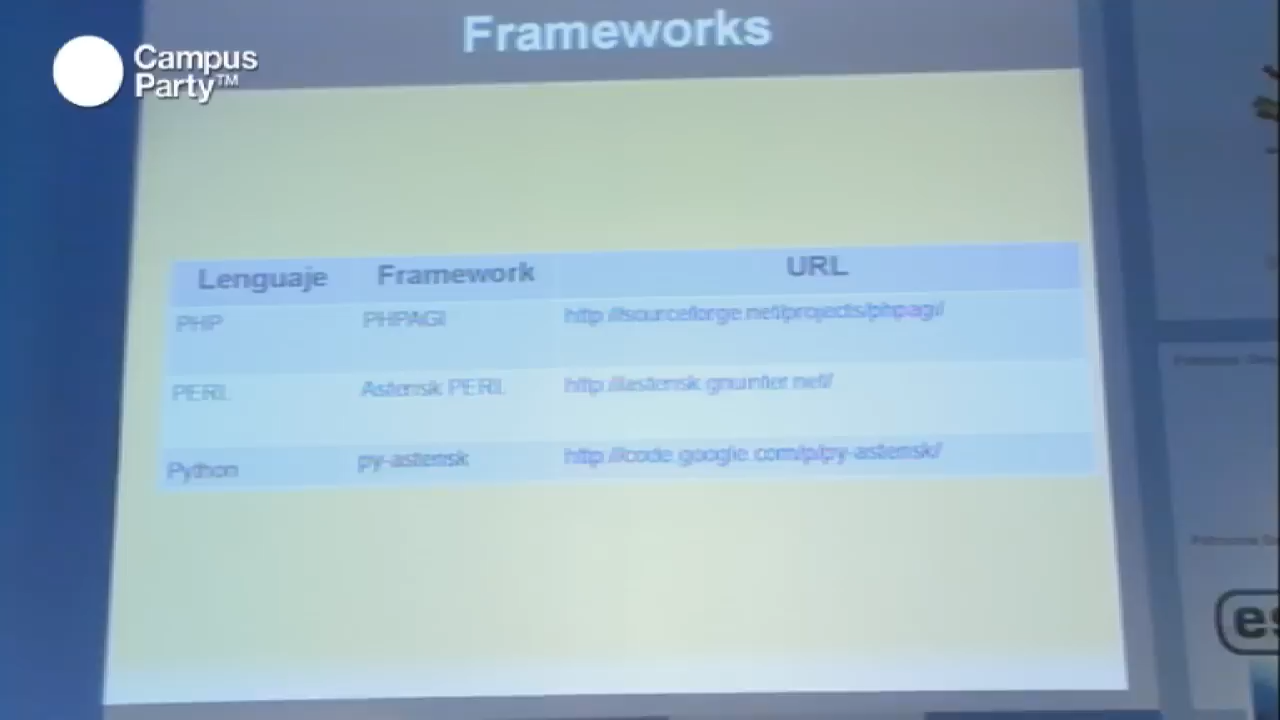 Frameworks
Campus
Party™
Lenguaje Framework URL
PHP PHPAGI http://sourceforge.net/projects/phpagi/
PERL Asterisk PERL http://asterisk.gnuinter.net/
Python py-asterisk http://code.google.com/p/py-asterisk/
es